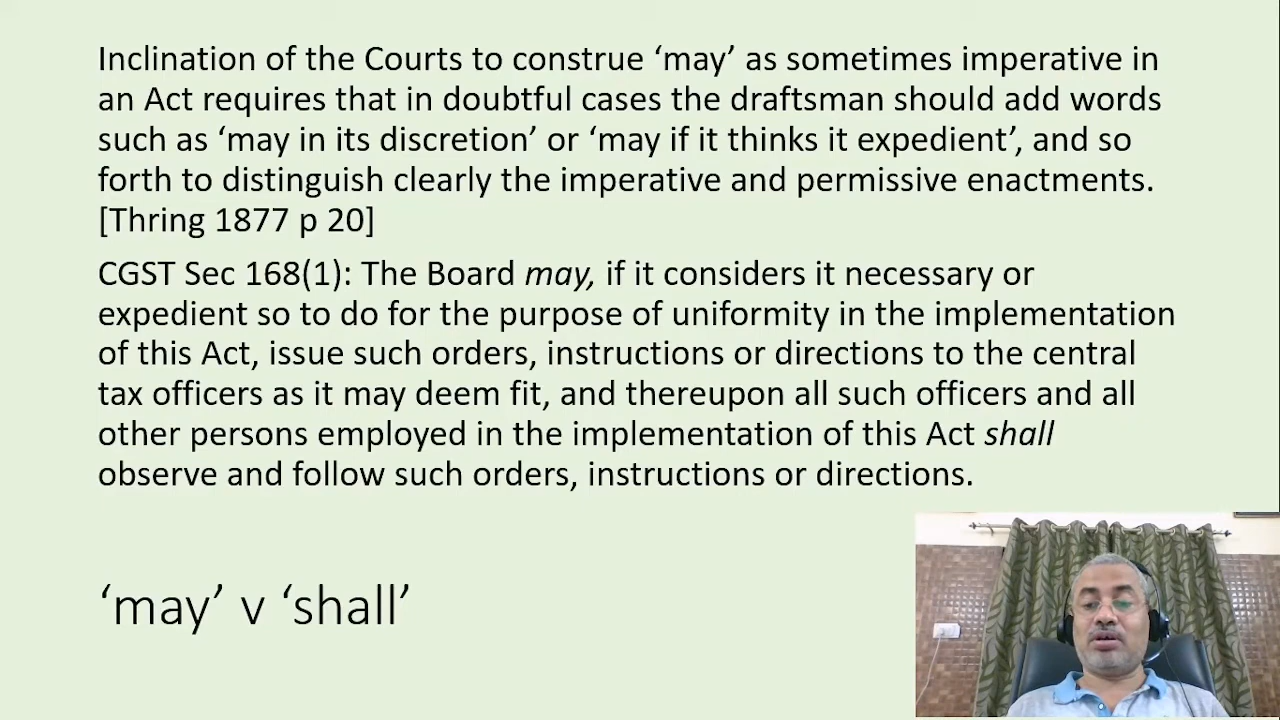 Inclination of the Courts to construe ‘may’ as sometimes imperative in
an Act requires that in doubtful cases the draftsman should add words
such as ‘may in its discretion’ or ‘may if it thinks it expedient’, and so
forth to distinguish clearly the imperative and permissive enactments.
[Thring 1877 p 20]
CGST Sec 168(1): The Board may, if it considers it necessary or
expedient so to do for the purpose of uniformity in the implementation
of this Act, issue such orders, instructions or directions to the central
tax officers as it may deem fit, and thereupon all such officers and all
other persons employed in the implementation of this Act shall
observe and follow such orders, instructions or directions.
‘may’ v ‘shall’